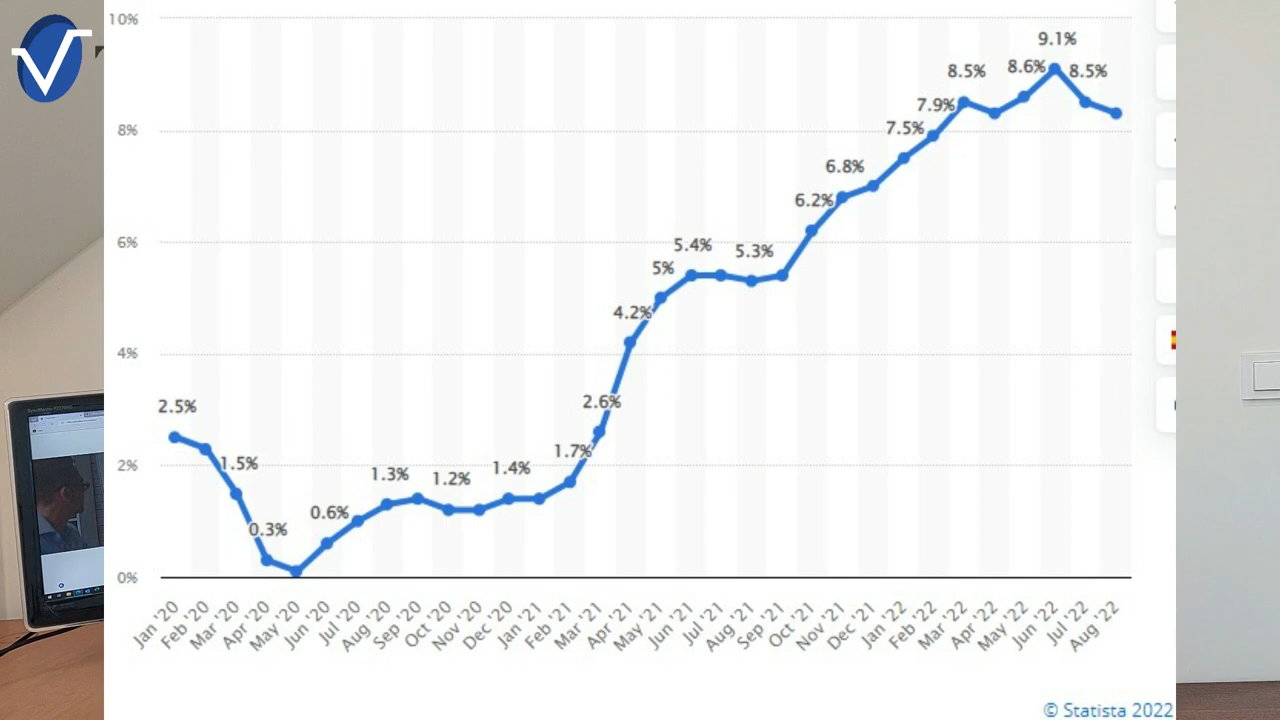 10%
8%
6%
4%
2%
0%
2.5%
1.5%
0.3%
0.6%
1.3%
1.2%
1.4%
1.7%
2.6%
4.2%
5%
5.4%
5.3%
6.2%
6.8%
7.5%
7.9%
8.5%
8.6%
9.1%
8.5%
Jan '20
Feb '20
Mar '20
Apr '20
May '20
Jun '20
Jul '20
Aug '20
Sep '20
Oct '20
Nov '20
Dec '20
Jan '21
Feb '21
Mar '21
Apr '21
May '21
Jun '21
Jul '21
Aug '21
Sep '21
Oct '21
Nov '21
Dec '21
Jan '22
Feb '22
Mar '22
Apr '22
May '22
Jun '22
Jul '22
Aug '22
© Statista 2022